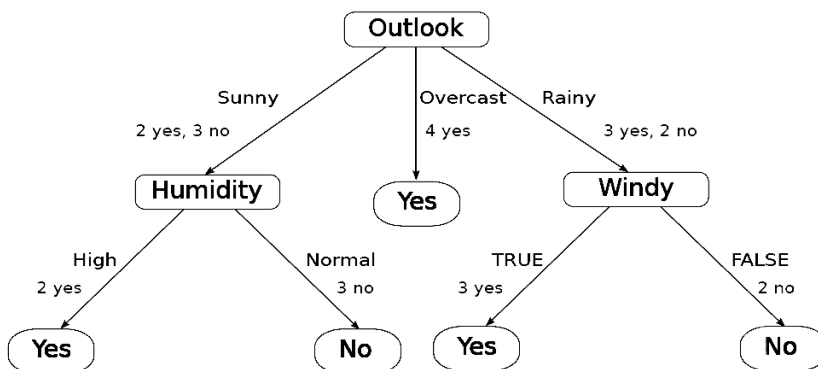 Outlook
Sunny
Overcast
Rainy
2 yes, 3 no
4 yes
3 yes, 2 no
Humidity
Yes
Windy
High
Normal
TRUE
FALSE
2 yes
3 no
3 yes
2 no
Yes
No
Yes
No